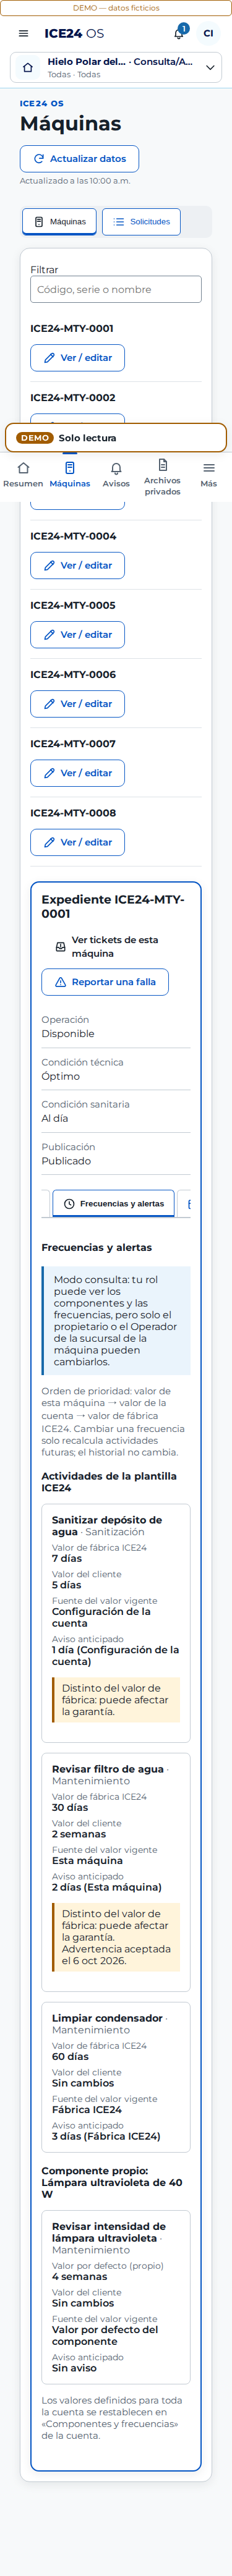 DEMO — datos ficticios
ICE24 OS
1
CI
Hielo Polar del... · Consulta/A...
Todas · Todas
ICE24 OS
Máquinas
Actualizar datos
Actualizado a las 10:00 a.m.
Máquinas
Solicitudes
Filtrar
Código, serie o nombre
ICE24-MTY-0001
Ver / editar
ICE24-MTY-0002
DEMO Solo lectura
Resumen
Máquinas
Avisos
Archivos
privados
Más
ICE24-MTY-0004
Ver / editar
ICE24-MTY-0005
Ver / editar
ICE24-MTY-0006
Ver / editar
ICE24-MTY-0007
Ver / editar
ICE24-MTY-0008
Ver / editar
Expediente ICE24-MTY-
0001
Ver tickets de esta
máquina
Reportar una falla
Operación
Disponible
Condición técnica
Óptimo
Condición sanitaria
Al día
Publicación
Publicado
Frecuencias y alertas
Frecuencias y alertas
Modo consulta: tu rol
puede ver los
componentes y las
frecuencias, pero solo el
propietario o el Operador
de la sucursal de la
máquina pueden
cambiarlos.
Orden de prioridad: valor de
esta máquina → valor de la
cuenta → valor de fábrica
ICE24. Cambiar una frecuencia
solo recalcula actividades
futuras; el historial no cambia.
Actividades de la plantilla
ICE24
Sanitizar depósito de
agua · Sanitización
Valor de fábrica ICE24
7 días
Valor del cliente
5 días
Fuente del valor vigente
Configuración de la
cuenta
Aviso anticipado
1 día (Configuración de la
cuenta)
Distinto del valor de
fábrica: puede afectar
la garantía.
Revisar filtro de agua ·
Mantenimiento
Valor de fábrica ICE24
30 días
Valor del cliente
2 semanas
Fuente del valor vigente
Esta máquina
Aviso anticipado
2 días (Esta máquina)
Distinto del valor de
fábrica: puede afectar
la garantía.
Advertencia aceptada
el 6 oct 2026.
Limpiar condensador ·
Mantenimiento
Valor de fábrica ICE24
60 días
Valor del cliente
Sin cambios
Fuente del valor vigente
Fábrica ICE24
Aviso anticipado
3 días (Fábrica ICE24)
Componente propio:
Lámpara ultravioleta de 40
W
Revisar intensidad de
lámpara ultravioleta ·
Mantenimiento
Valor por defecto (propio)
4 semanas
Valor del cliente
Sin cambios
Fuente del valor vigente
Valor por defecto del
componente
Aviso anticipado
Sin aviso
Los valores definidos para toda
la cuenta se restablecen en
«Componentes y frecuencias»
de la cuenta.